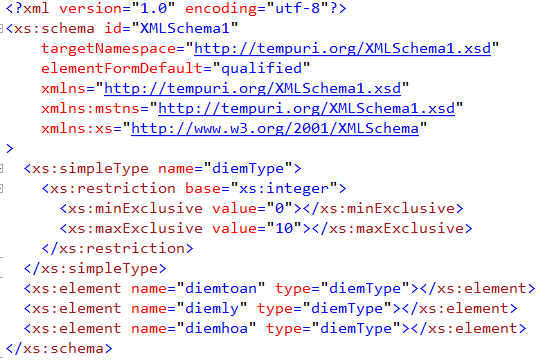 <?xml version="1.0" encoding="utf-8"?>
<xs:schema id="XMLSchema1"
targetNamespace="http://tempuri.org/XMLSchema1.xsd"
elementFormDefault="qualified"
xmlns="http://tempuri.org/XMLSchema1.xsd"
xmlns:mstns="http://tempuri.org/XMLSchema1.xsd"
xmlns:xs="http://www.w3.org/2001/XMLSchema"
>
<xs:simpleType name="diemType">
<xs:restriction base="xs:integer">
<xs:minExclusive value="0"></xs:minExclusive>
<xs:maxExclusive value="10"></xs:maxExclusive>
</xs:restriction>
</xs:simpleType>
<xs:element name="diemtoan" type="diemType"></xs:element>
<xs:element name="diemly" type="diemType"></xs:element>
<xs:element name="diemhoa" type="diemType"></xs:element>
</xs:schema>